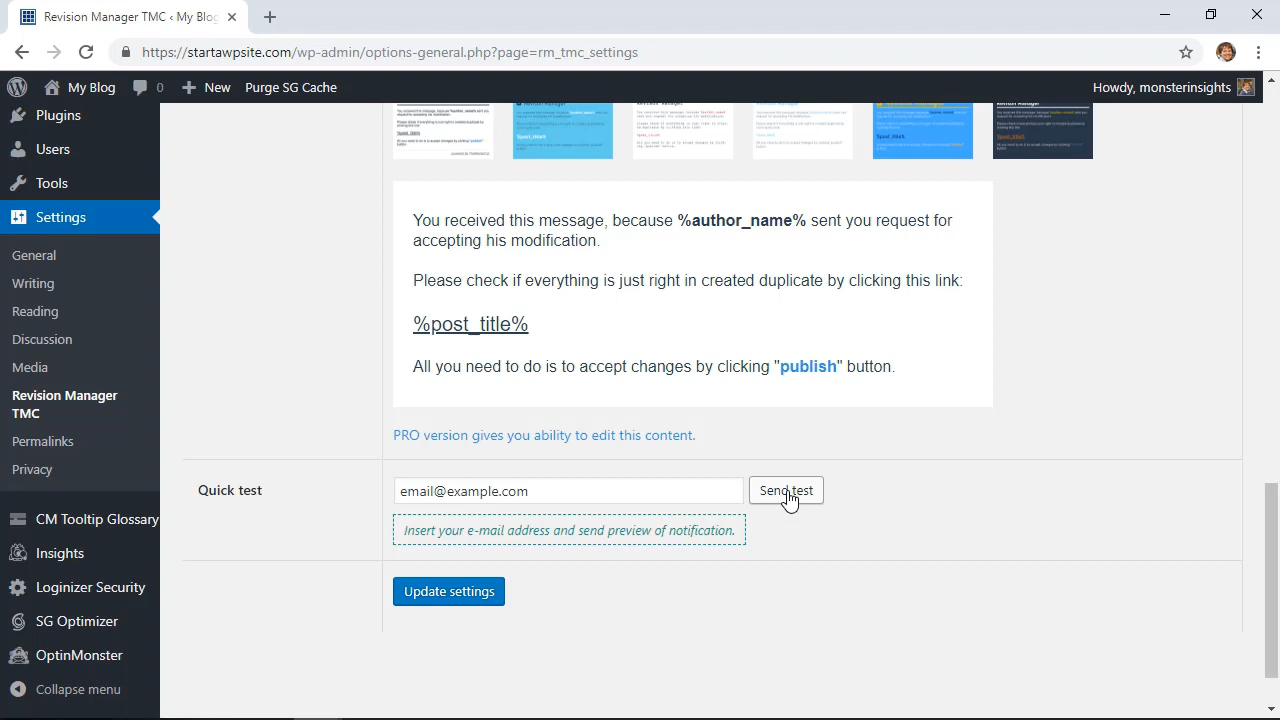 Revision Manager TMC ‹ My Blog
https://startawpsite.com/wp-admin/options-general.php?page=rm_tmc_settings
My Blog 0 New Purge SG Cache Howdy, monsterinsights
Plugins
Users
Tools
Settings
General
Writing
Reading
Discussion
Media
Revision Manager
TMC
Permalinks
Privacy
CM Tooltip Glossary
Insights
Loginizer Security
SG Optimizer
OptinMonster
Collapse menu
You received this message, because %author_name% sent you request for
accepting his modification.
Please check if everything is just right in created duplicate by clicking this link:
%post_title%
All you need to do is to accept changes by clicking "publish" button.
PRO version gives you ability to edit this content.
Quick test
email@example.com
Send test
Insert your e-mail address and send preview of notification.
Update settings